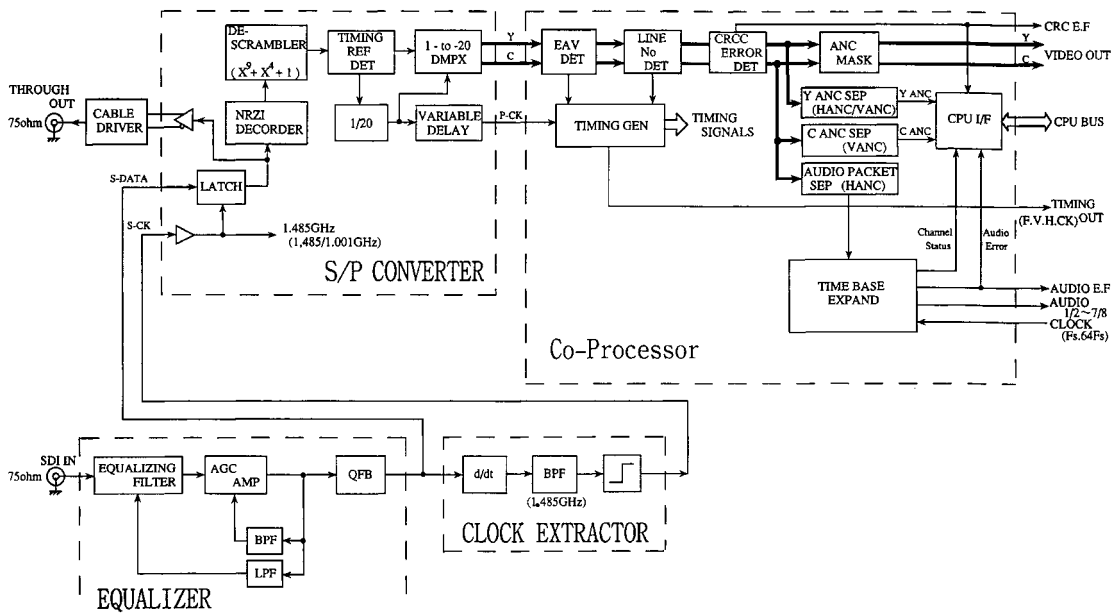 DE-
SCRAMBLER
(X⁹+X⁴+1)
TIMING
REF
DET
1 - to -20
DMPX
Y
C
EAV
DET
LINE
No
DET
CRCC
ERROR
DET
ANC
MASK
CRC E.F
Y
VIDEO OUT
C
THROUGH
OUT
75ohm
CABLE
DRIVER
NRZI
DECORDER
1/20
VARIABLE
DELAY
P-CK
TIMING GEN
TIMING
SIGNALS
Y ANC SEP
(HANC/VANC)
Y ANC
C ANC SEP
(VANC)
C ANC
CPU I/F
CPU BUS
AUDIO PACKET
SEP (HANC)
S-DATA
LATCH
S-CK
1.485GHz
(1,485/1.001GHz)
S/P CONVERTER
TIMING
(F.V.H.CK) OUT
Channel
Status
Audio
Error
TIME BASE
EXPAND
AUDIO E.F
AUDIO
1/2～7/8
CLOCK
(Fs.64Fs)
Co-Processor
SDI IN
75ohm
EQUALIZING
FILTER
AGC
AMP
QFB
BPF
LPF
EQUALIZER
d/dt
BPF
(1.485GHz)
CLOCK EXTRACTOR